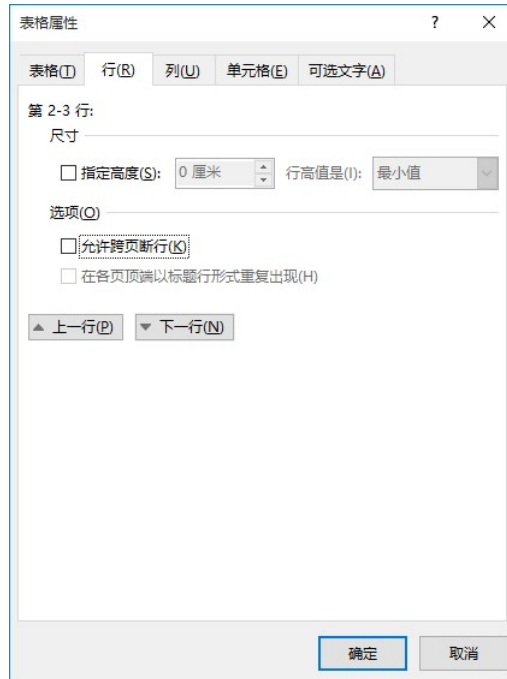 表格属性
表格(T) 行(R) 列(U) 单元格(E) 可选文字(A)
第 2-3 行:
尺寸
指定高度(S): 0 厘米 行高值是(I): 最小值
选项(O)
允许跨页断行(K)
在各页顶端以标题行形式重复出现(H)
上一行(P) 下一行(N)
确定 取消